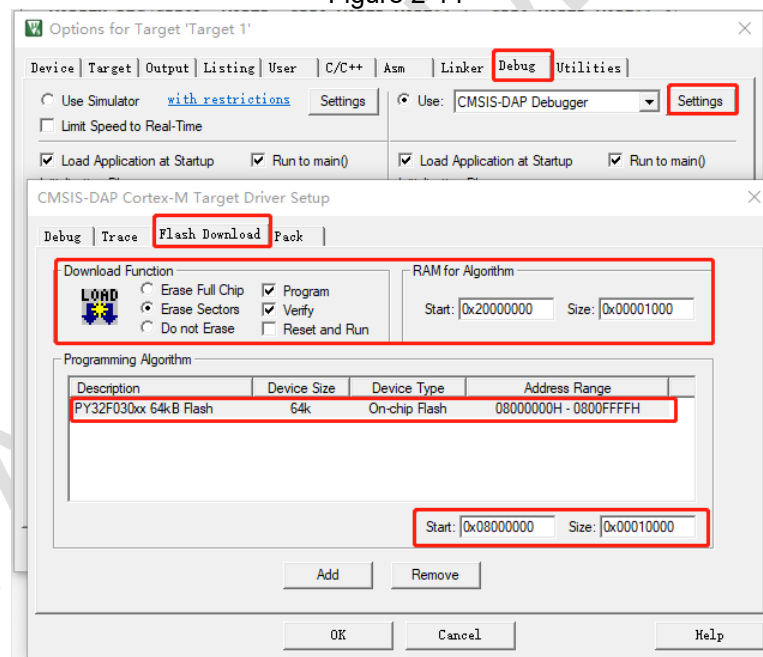 Options for Target 'Target 1'
Device Target Output Listing User C/C++ Asm Linker Debug Utilities
Use Simulator with restrictions Settings Use: CMSIS-DAP Debugger Settings
Limit Speed to Real-Time
Load Application at Startup Run to main() Load Application at Startup Run to main()
CMSIS-DAP Cortex-M Target Driver Setup
Debug Trace Flash Download Pack
Download Function RAM for Algorithm
LOAD Erase Full Chip Program
Erase Sectors Verify Start: 0x20000000 Size: 0x00001000
Do not Erase Reset and Run
Programming Algorithm
Description Device Size Device Type Address Range
PY32F030xx 64kB Flash 64k On-chip Flash 08000000H - 0800FFFFH
Start: 0x08000000 Size: 0x00010000
Add Remove
OK Cancel Help